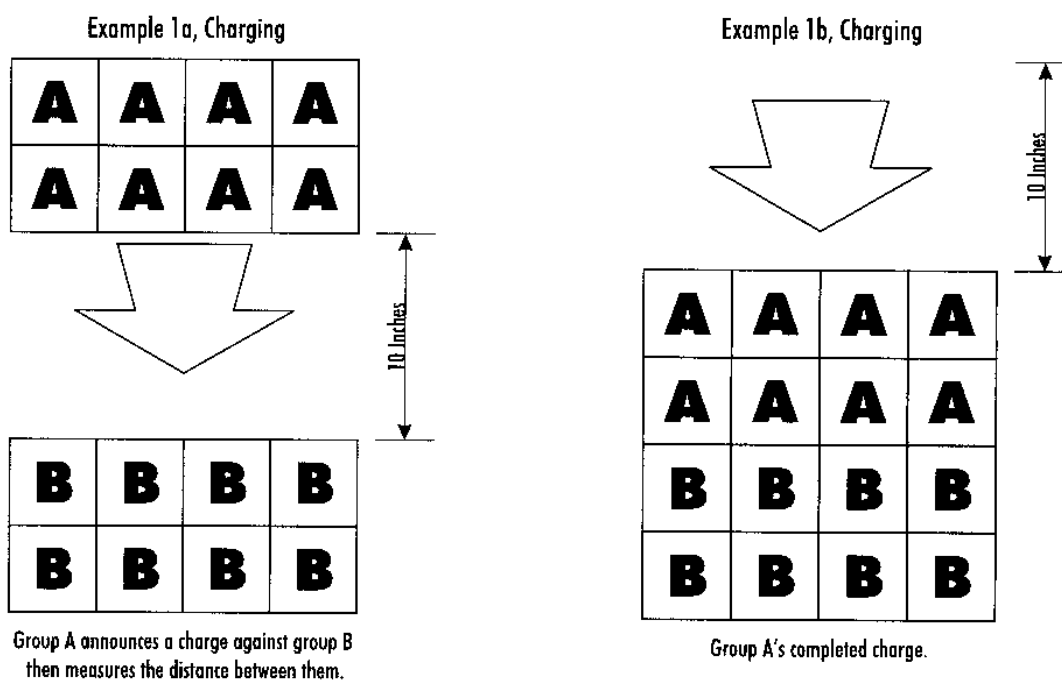 Example 1a, Charging
A A A A
A A A A
10 Inches
B B B B
B B B B
Group A announces a charge against group B
then measures the distance between them.
Example 1b, Charging
10 Inches
A A A A
A A A A
B B B B
B B B B
Group A's completed charge.